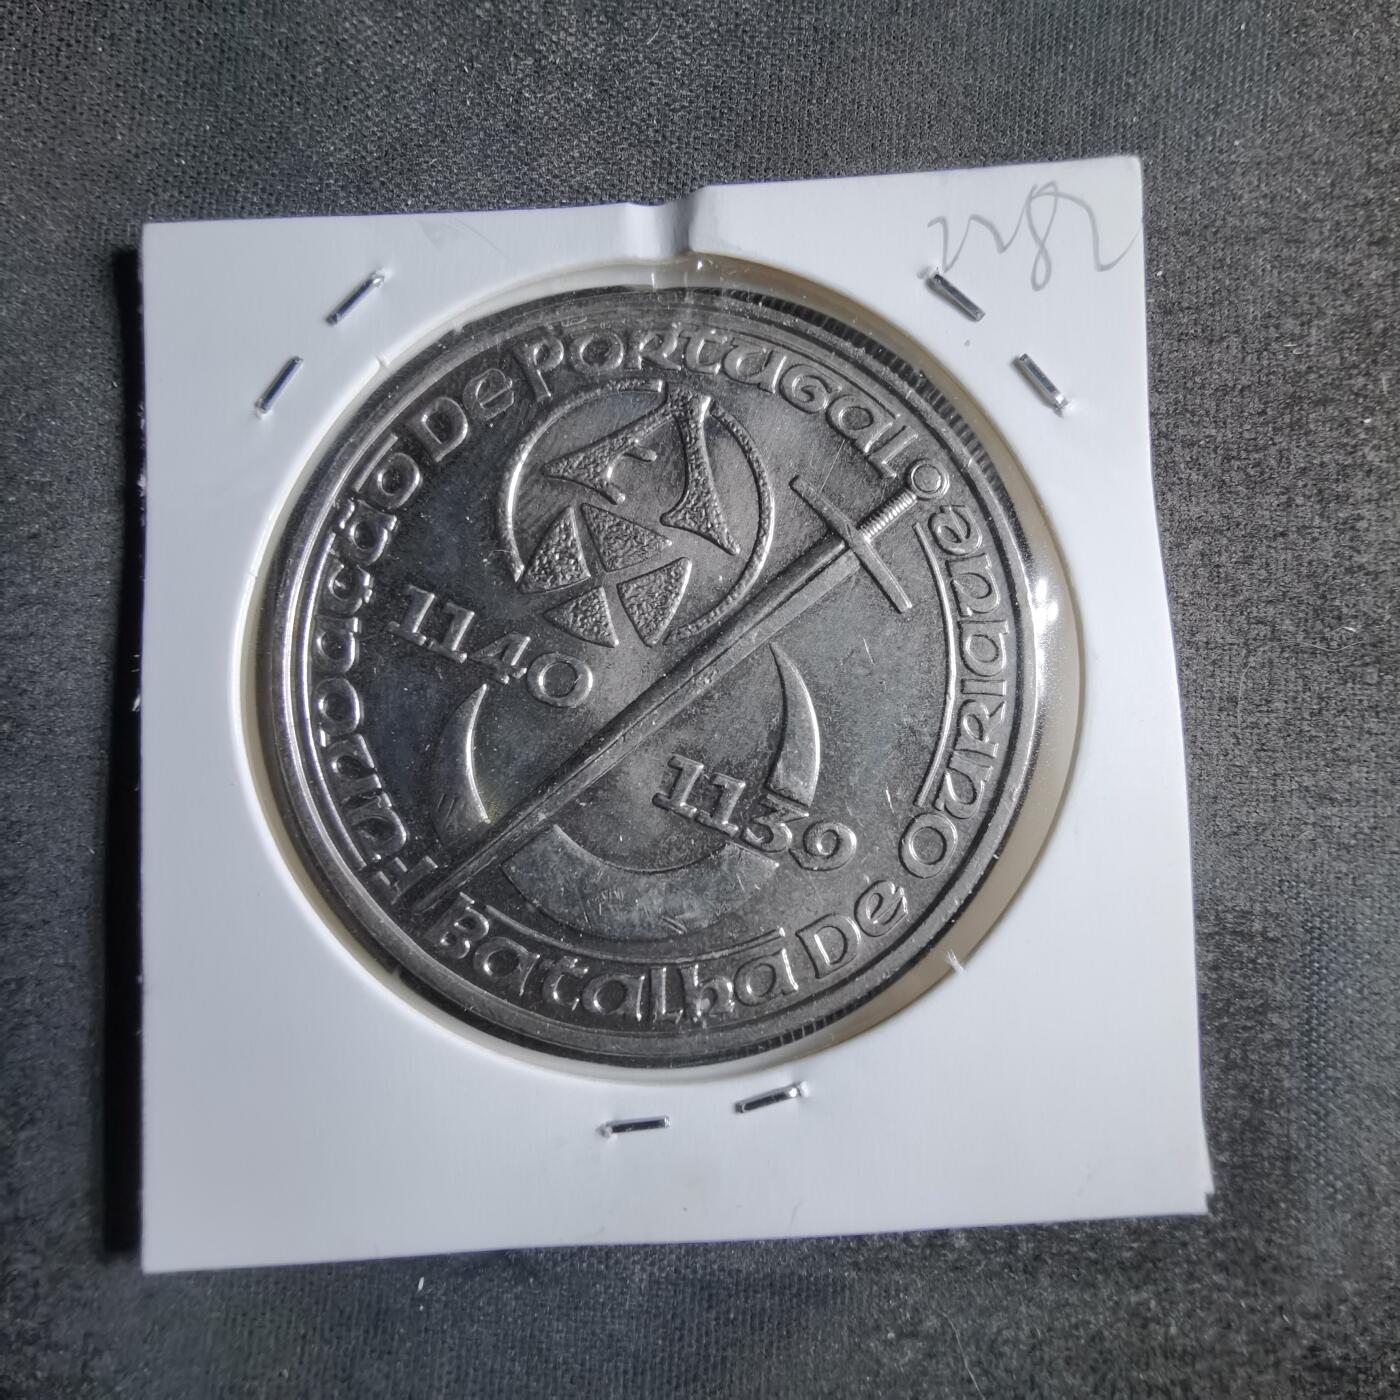 Fundação De Portugal
1140
1139
Batalha De Ourique